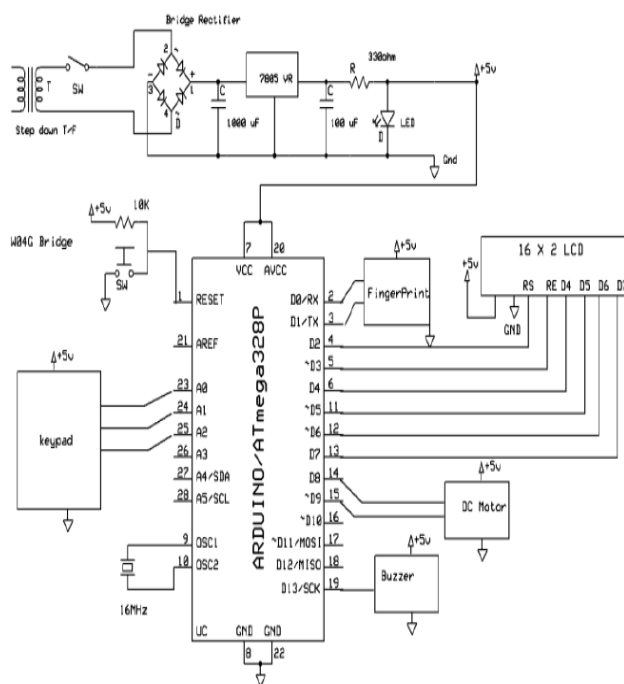 Bridge Rectifier
2
~
-
+
3
1
4
~
D
T
SW
Step down T/F
C
1000 uF
7805 VR
C
100 uF
R
330ohm
D
LED
+5v
Gnd
+5v
10K
W04G Bridge
SW
7
20
VCC
AVCC
1
RESET
21
AREF
23
A0
24
A1
25
A2
26
A3
27
A4/SDA
28
A5/SCL
9
OSC1
10
OSC2
16MHz
UC
GND
GND
8
22
ARDUINO/ATmega328P
D0/RX
2
D1/TX
3
D2
4
~D3
5
D4
6
~D5
11
~D6
12
D7
13
D8
14
~D9
15
~D10
16
~D11/MOSI
17
D12/MISO
18
D13/SCK
19
+5v
keypad
+5v
FingerPrint
16 X 2 LCD
+5v
GND
RS
RE
D4
D5
D6
+5v
DC Motor
+5v
Buzzer